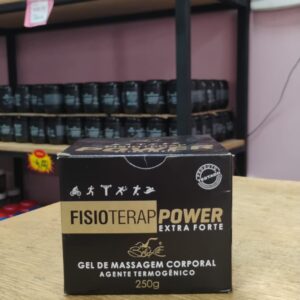 FISIOTERAPPOWER
EXTRA FORTE
GEL DE MASSAGEM CORPORAL
AGENTE TERMOGÊNICO
250g